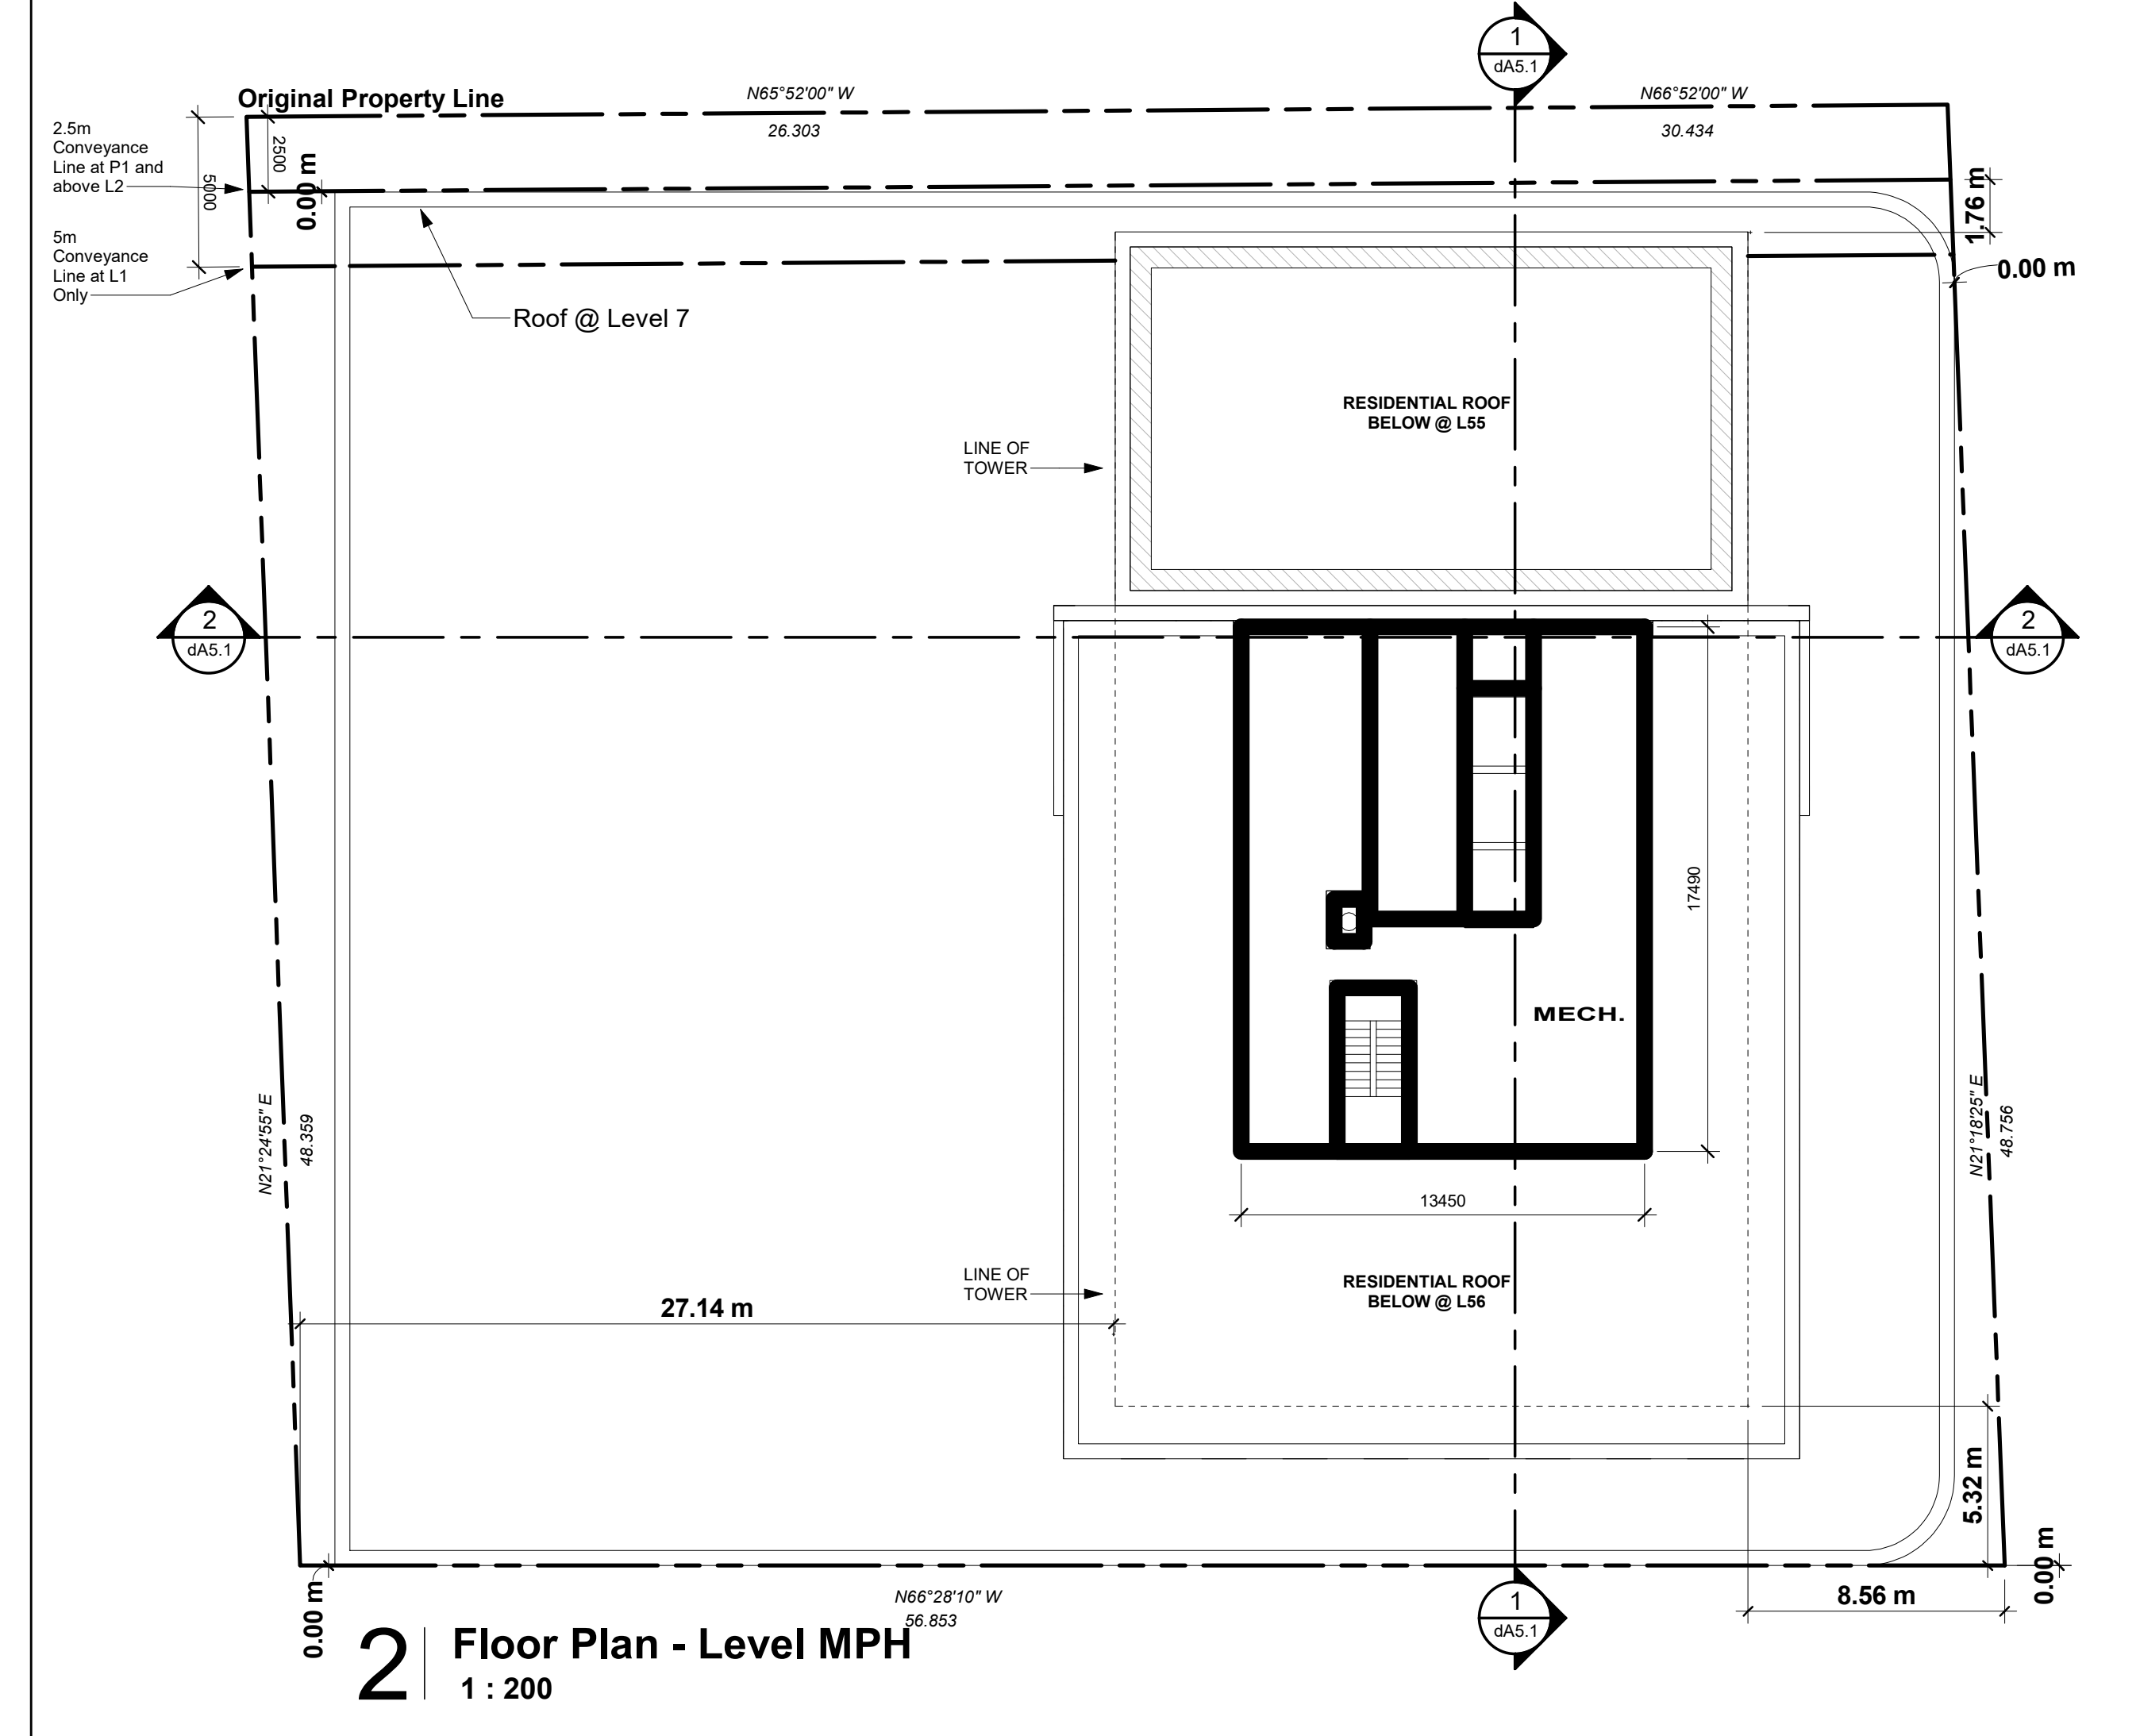 1
dA5.1
Original Property Line
N65°52'00" W
26.303
N66°52'00" W
30.434
2.5m
Conveyance
Line at P1 and
above L2
2500
5000
0.00 m
1.76 m
5m
Conveyance
Line at L1
Only
0.00 m
Roof @ Level 7
RESIDENTIAL ROOF
BELOW @ L55
LINE OF
TOWER
2
dA5.1
2
dA5.1
17490
MECH.
N21°24'55" E
48.359
N21°18'25" E
48.756
13450
LINE OF
TOWER
RESIDENTIAL ROOF
BELOW @ L56
27.14 m
5.32 m
0.00 m
0.00 m
N66°28'10" W
56.853
8.56 m
1
dA5.1
2
Floor Plan - Level MPH
1 : 200